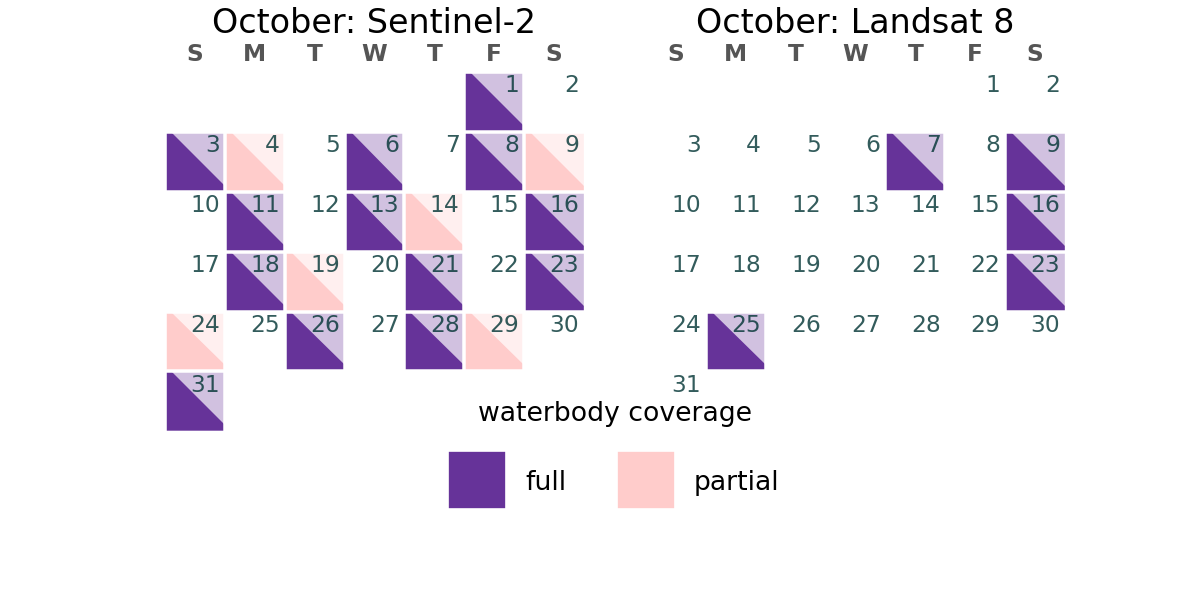 October: Sentinel-2
S M T W T F S
1 2
3 4 5 6 7 8 9
10 11 12 13 14 15 16
17 18 19 20 21 22 23
24 25 26 27 28 29 30
31
October: Landsat 8
S M T W T F S
1 2
3 4 5 6 7 8 9
10 11 12 13 14 15 16
17 18 19 20 21 22 23
24 25 26 27 28 29 30
31
waterbody coverage
full partial